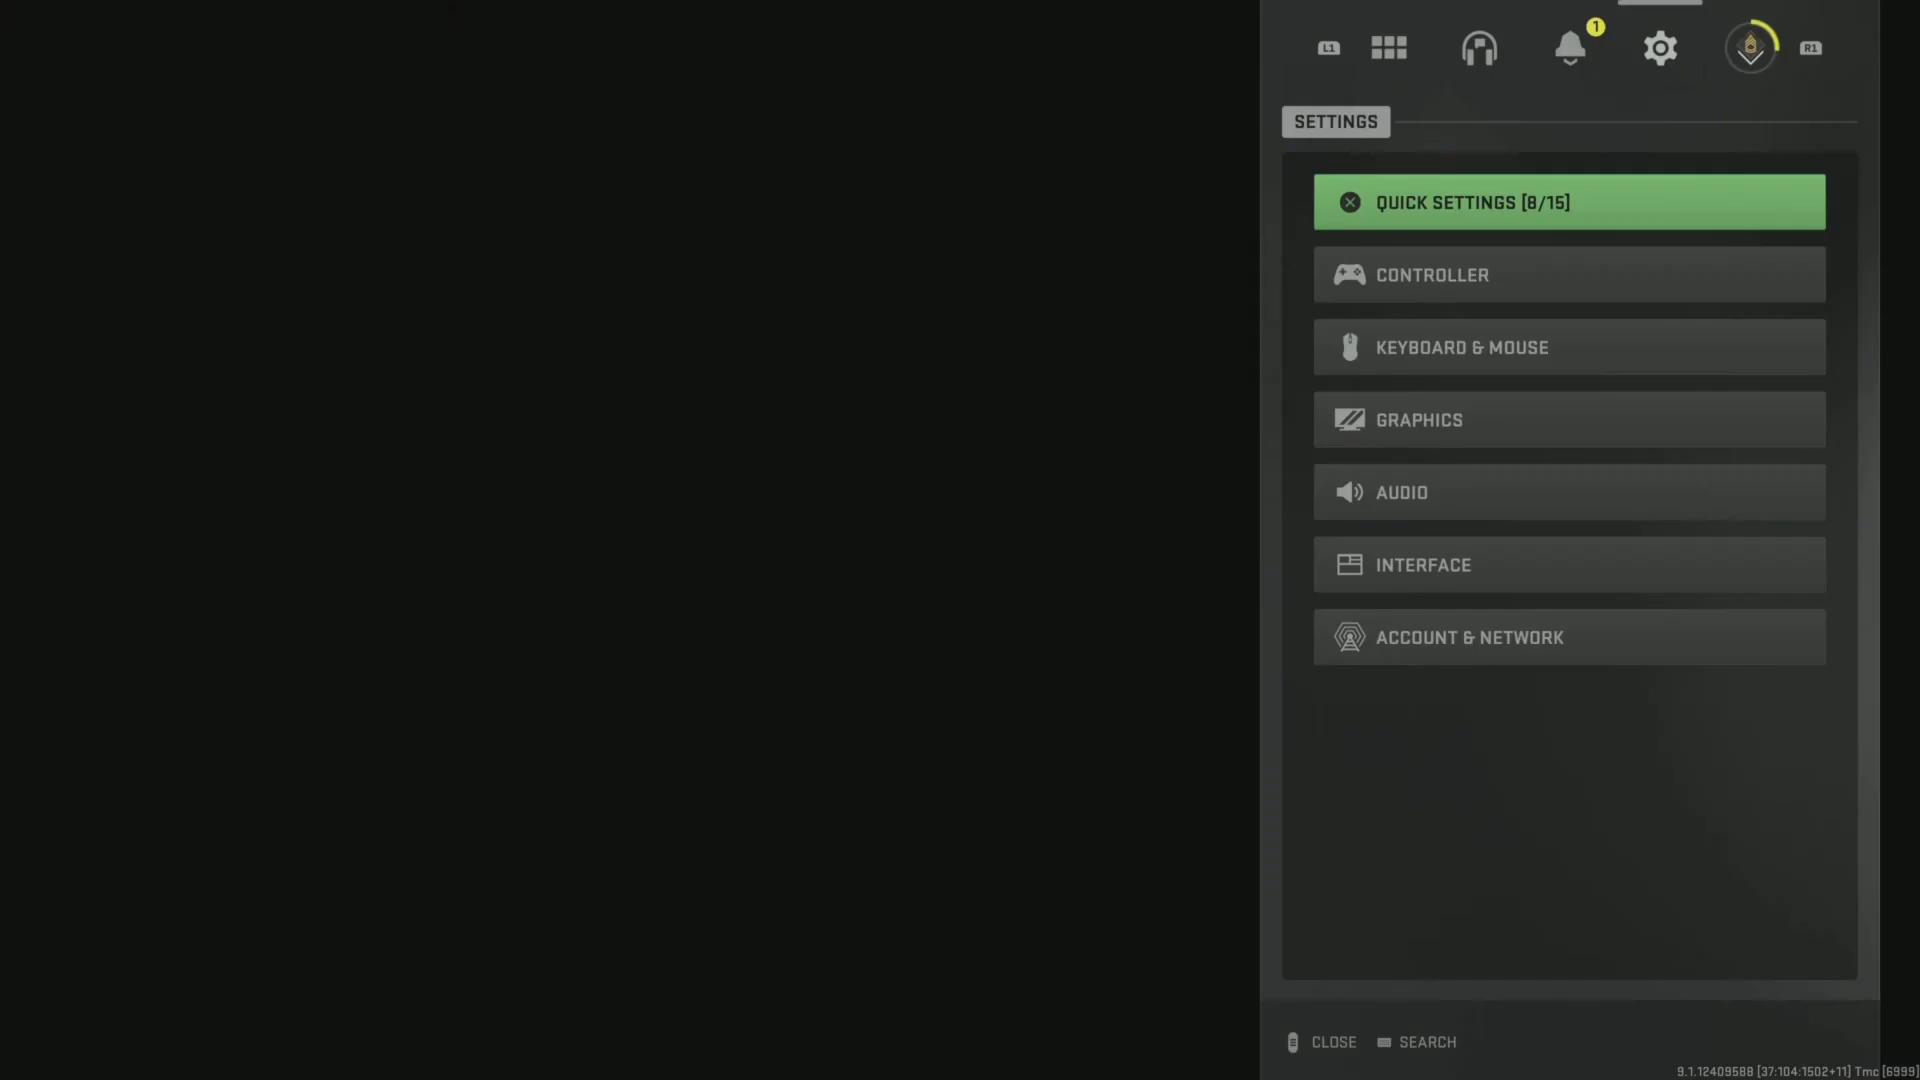 L1
1
R1
SETTINGS
QUICK SETTINGS [8/15]
CONTROLLER
KEYBOARD & MOUSE
GRAPHICS
AUDIO
INTERFACE
ACCOUNT & NETWORK
CLOSE SEARCH
9.1.12409588 [37:104:1502+11] Tmc [6999]